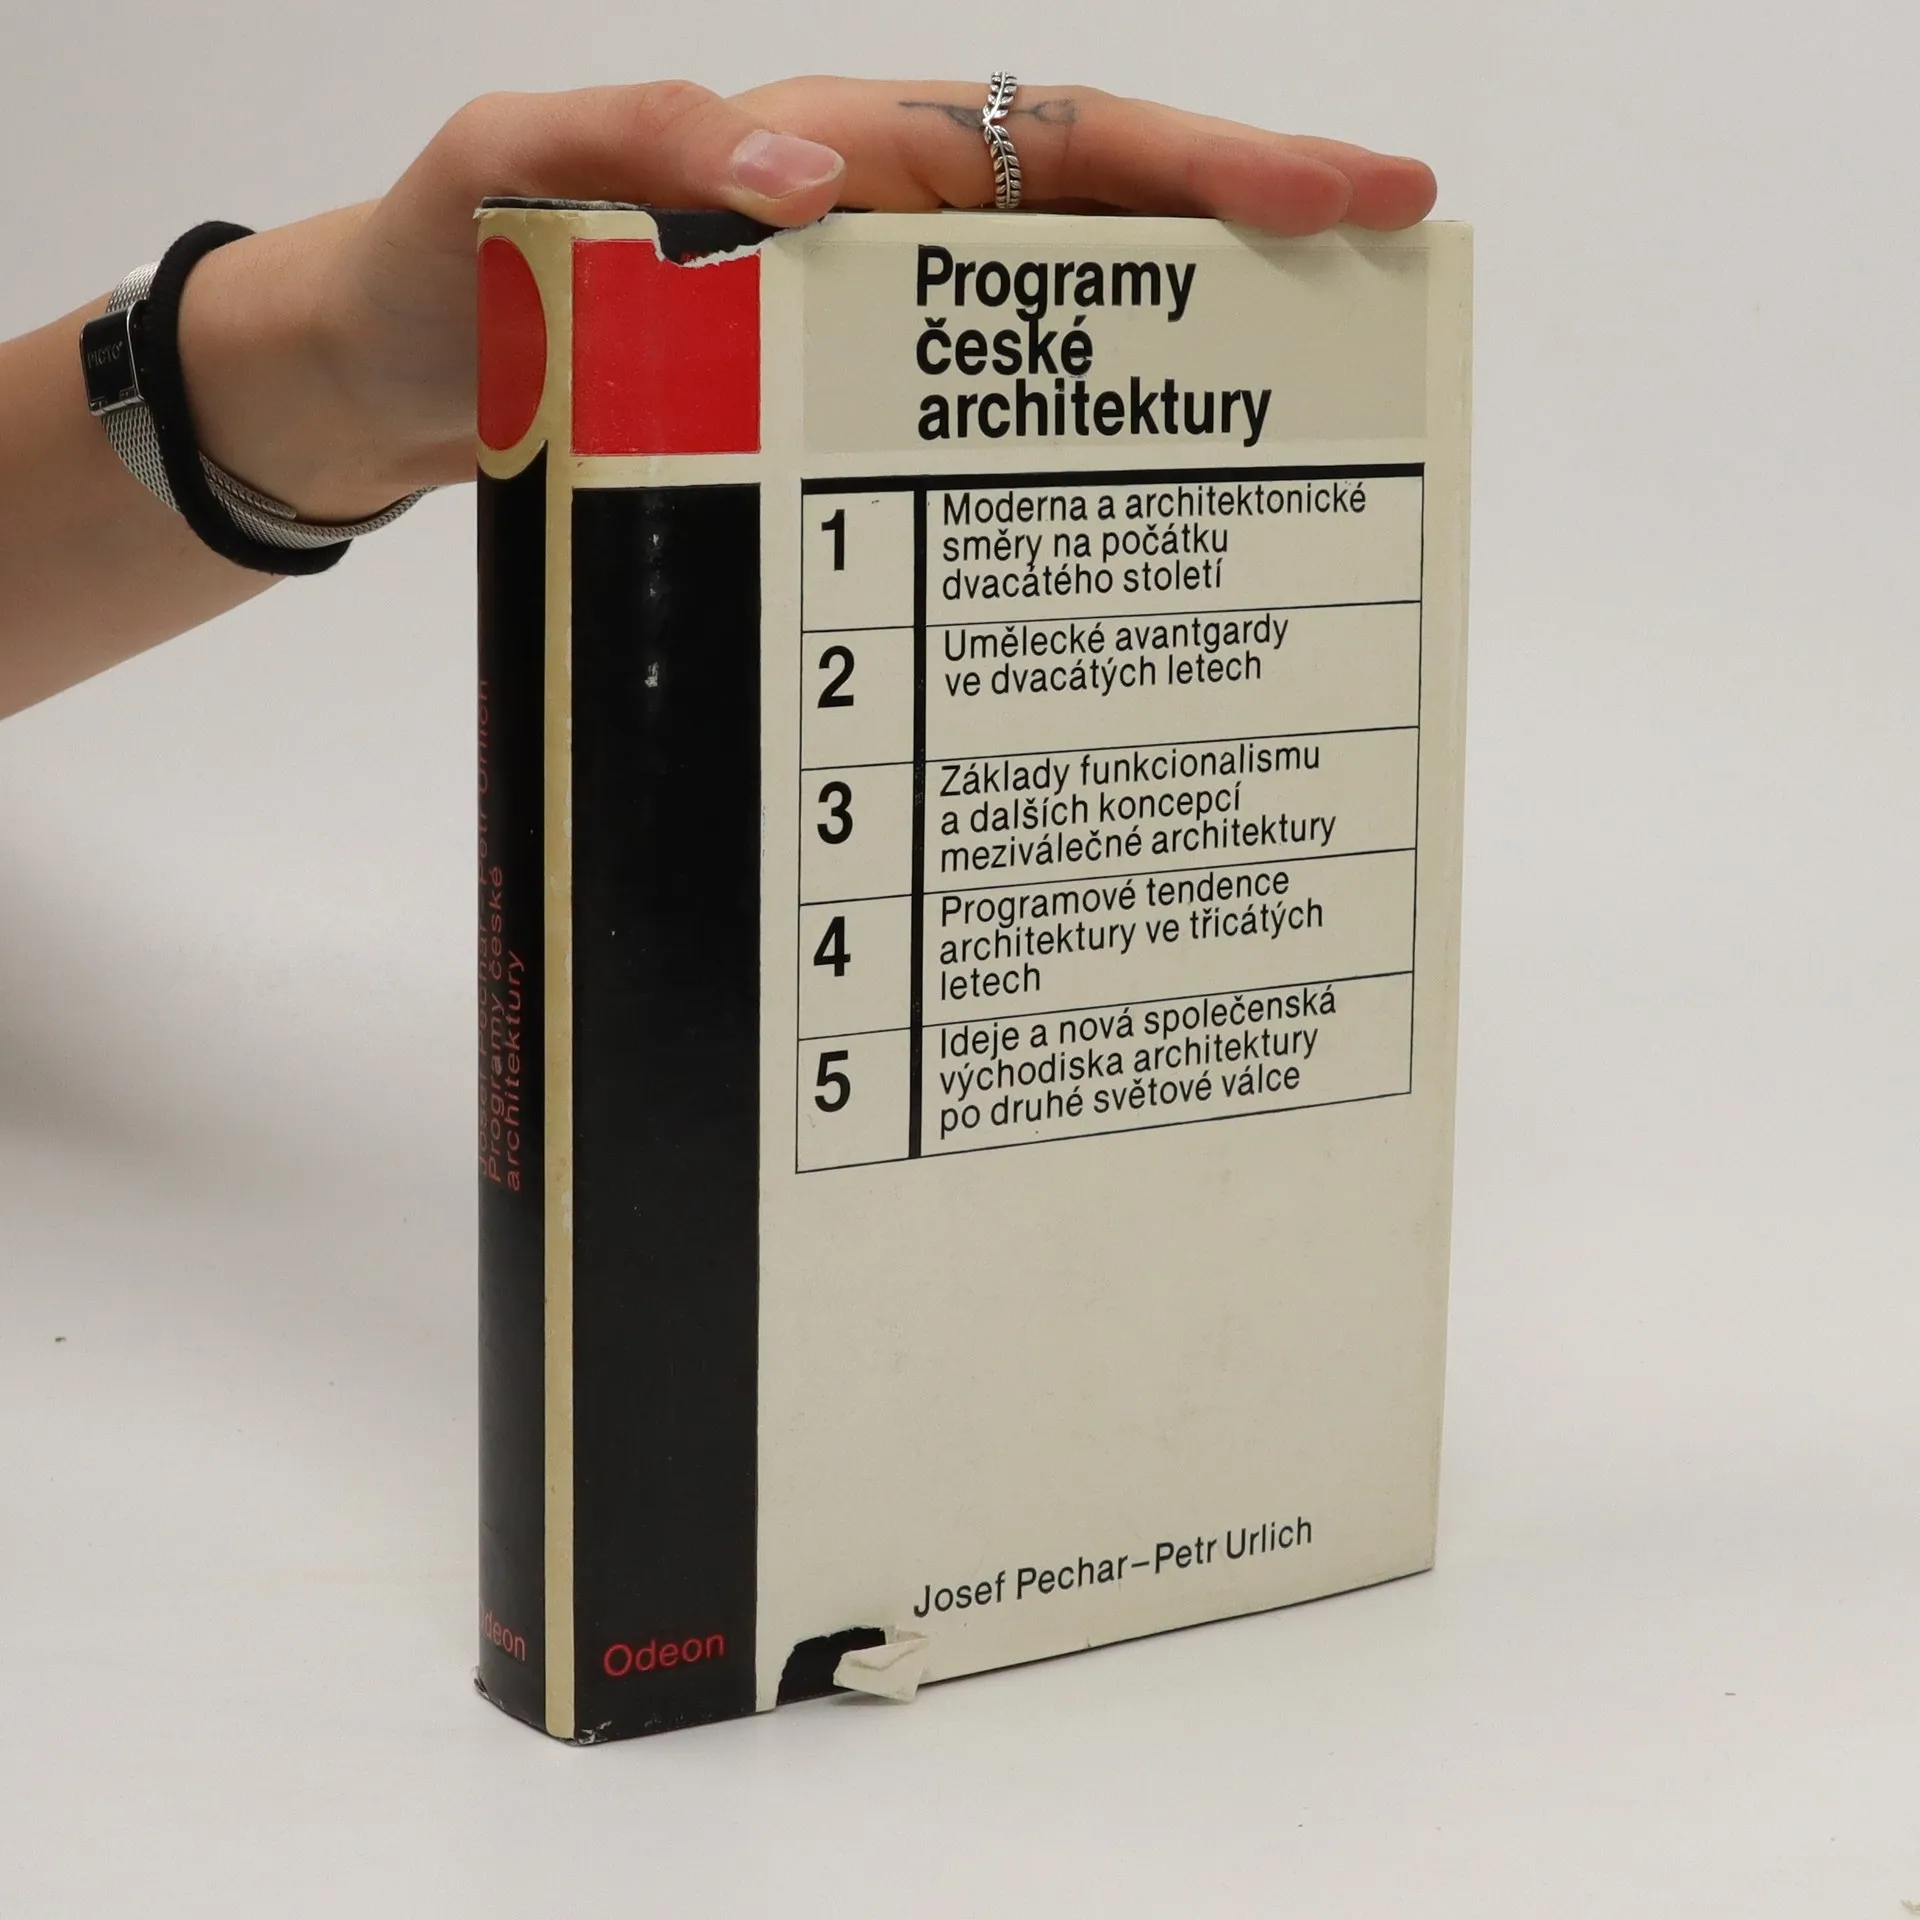 Programy
české
architektury
1
Moderna a architektonické
směry na počátku
dvacátého století
2
Umělecké avantgardy
ve dvacátých letech
3
Základy funkcionalismu
a dalších koncepcí
meziválečné architektury
4
Programové tendence
architektury ve třicátých
letech
5
Ideje a nová společenská
východiska architektury
po druhé světové válce
Josef Pechar–Petr Urlich
Odeon
Josef Pechar–Petr Urlich
Programy české
architektury
Odeon
PICTO